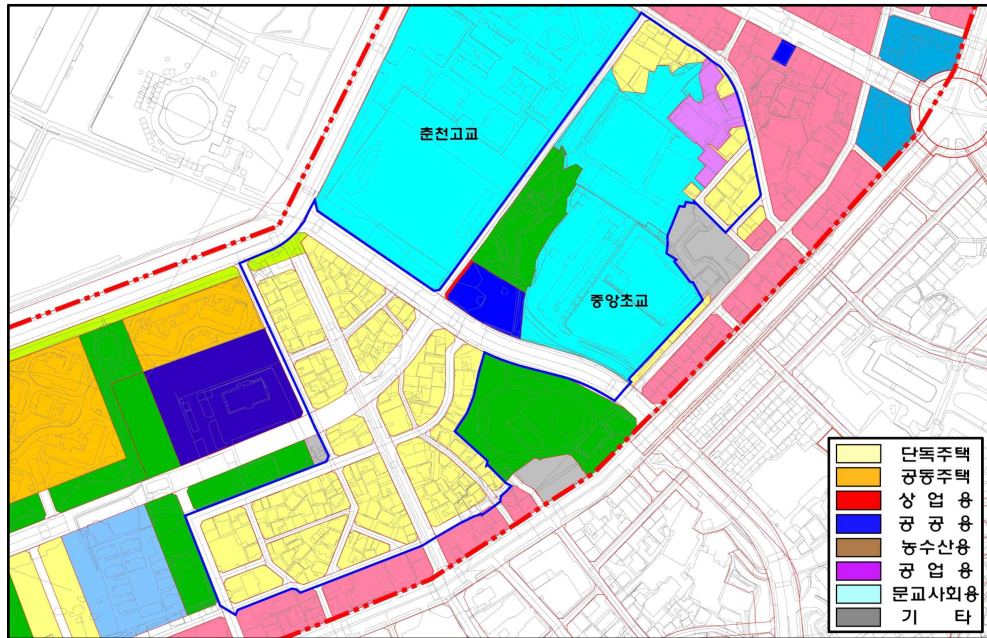 춘천고교
중앙초교
단독주택
공동주택
상 업 용
공 공 용
농수산용
공 업 용
문교사회용
기 타